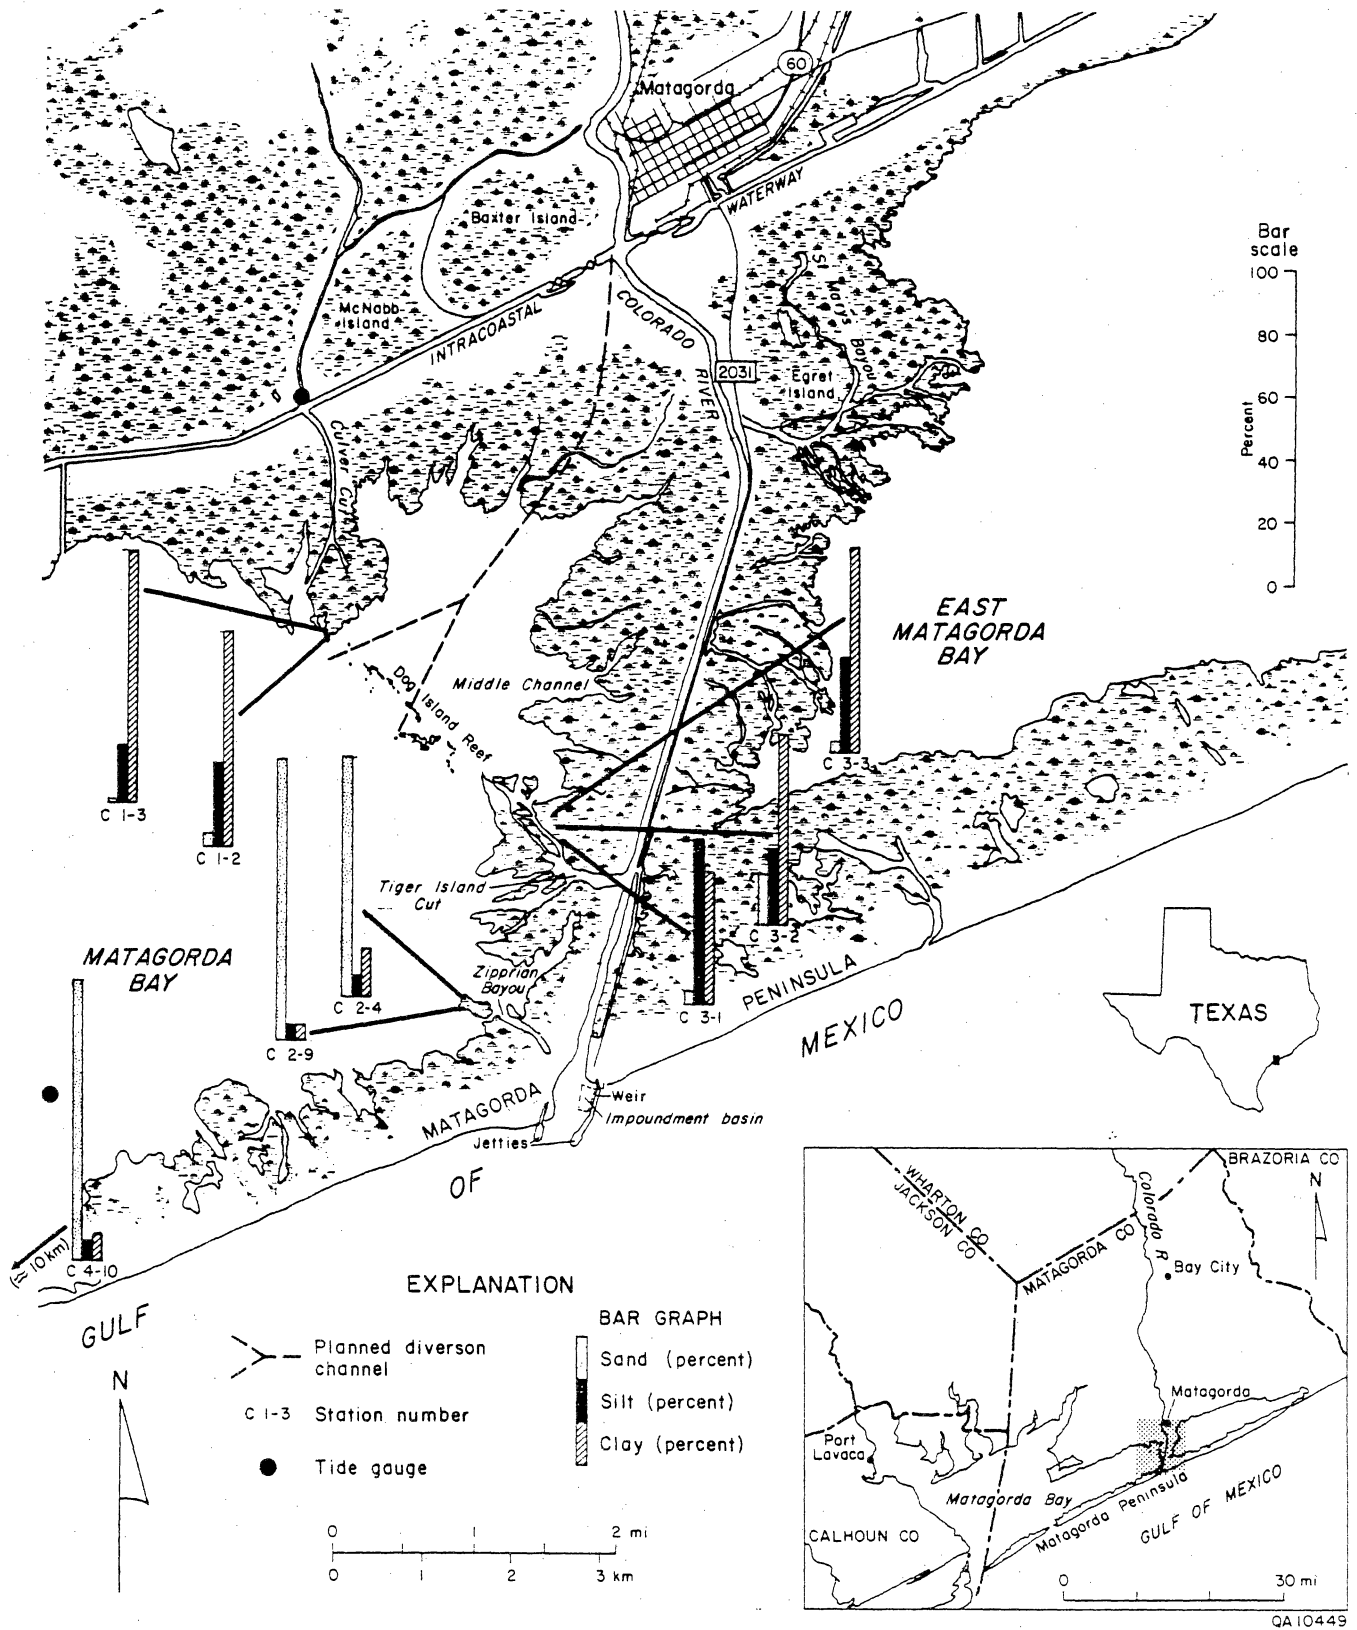 60
Matagorda
WATERWAY
Baxter Island
St Marys Bayou
McNabb
Island
INTRACOASTAL
COLORADO
RIVER
2031
Egret
Island
Culver Cut
Bar
scale
100
80
60
40
20
0
Percent
EAST
MATAGORDA
BAY
Dog Island Reef
Middle Channel
C 3-3
C 1-3
C 1-2
Tiger Island
Cut
C 3-2
MATAGORDA
BAY
Zipprian
Bayou
C 2-4
C 3-1
C 2-9
PENINSULA
MEXICO
TEXAS
MATAGORDA
Weir
Impoundment basin
Jetties
OF
(≈ 10 km)
C 4-10
GULF
EXPLANATION
Planned diverson
channel
C 1-3 Station number
Tide gauge
BAR GRAPH
Sand (percent)
Silt (percent)
Clay (percent)
N
0 1 2 mi
0 1 2 3 km
BRAZORIA CO
WHARTON CO
JACKSON CO
MATAGORDA CO
Colorado R
N
Bay City
Matagorda
Port
Lavaca
Matagorda Bay
Matagorda Peninsula
GULF OF MEXICO
CALHOUN CO
0 30 mi
QA10449